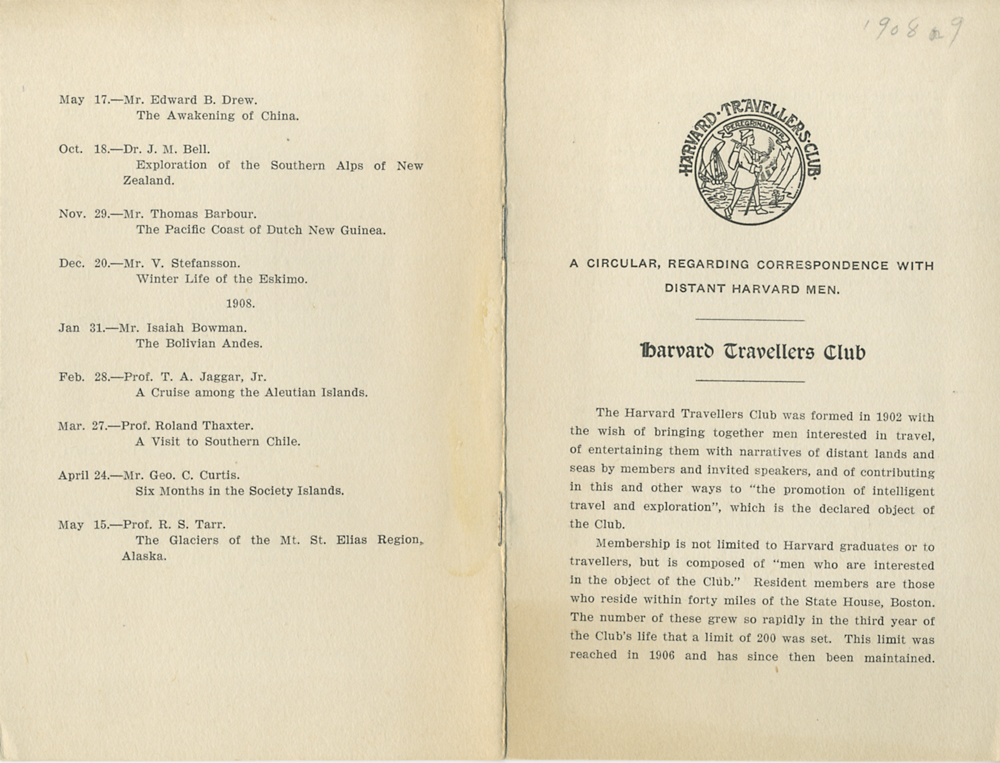 May 17.—Mr. Edward B. Drew.
The Awakening of China.
Oct. 18.—Dr. J. M. Bell.
Exploration of the Southern Alps of New
Zealand.
Nov. 29.—Mr. Thomas Barbour.
The Pacific Coast of Dutch New Guinea.
Dec. 20.—Mr. V. Stefansson.
Winter Life of the Eskimo.
1908.
Jan 31.—Mr. Isaiah Bowman.
The Bolivian Andes.
Feb. 28.—Prof. T. A. Jaggar, Jr.
A Cruise among the Aleutian Islands.
Mar. 27.—Prof. Roland Thaxter.
A Visit to Southern Chile.
April 24.—Mr. Geo. C. Curtis.
Six Months in the Society Islands.
May 15.—Prof. R. S. Tarr.
The Glaciers of the Mt. St. Elias Region,
Alaska.
1908 9
·HARVARD·TRAVELLERS·CLUB·
PEREGRINAMUR
A CIRCULAR, REGARDING CORRESPONDENCE WITH
DISTANT HARVARD MEN.
Harvard Travellers Club
The Harvard Travellers Club was formed in 1902 with
the wish of bringing together men interested in travel,
of entertaining them with narratives of distant lands and
seas by members and invited speakers, and of contributing
in this and other ways to “the promotion of intelligent
travel and exploration”, which is the declared object of
the Club.
Membership is not limited to Harvard graduates or to
travellers, but is composed of “men who are interested
in the object of the Club.” Resident members are those
who reside within forty miles of the State House, Boston.
The number of these grew so rapidly in the third year of
the Club's life that a limit of 200 was set. This limit was
reached in 1906 and has since then been maintained.